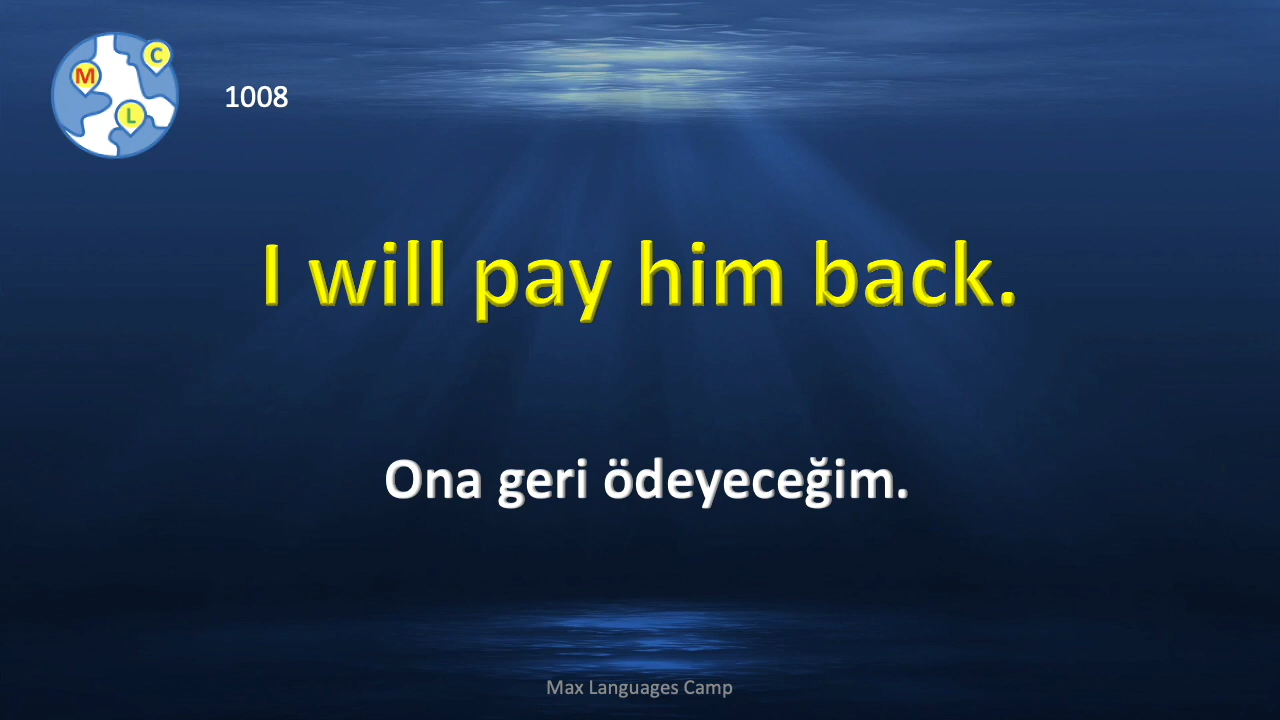 C
M
L
1008
I will pay him back.
Ona geri ödeyeceğim.
Max Languages Camp